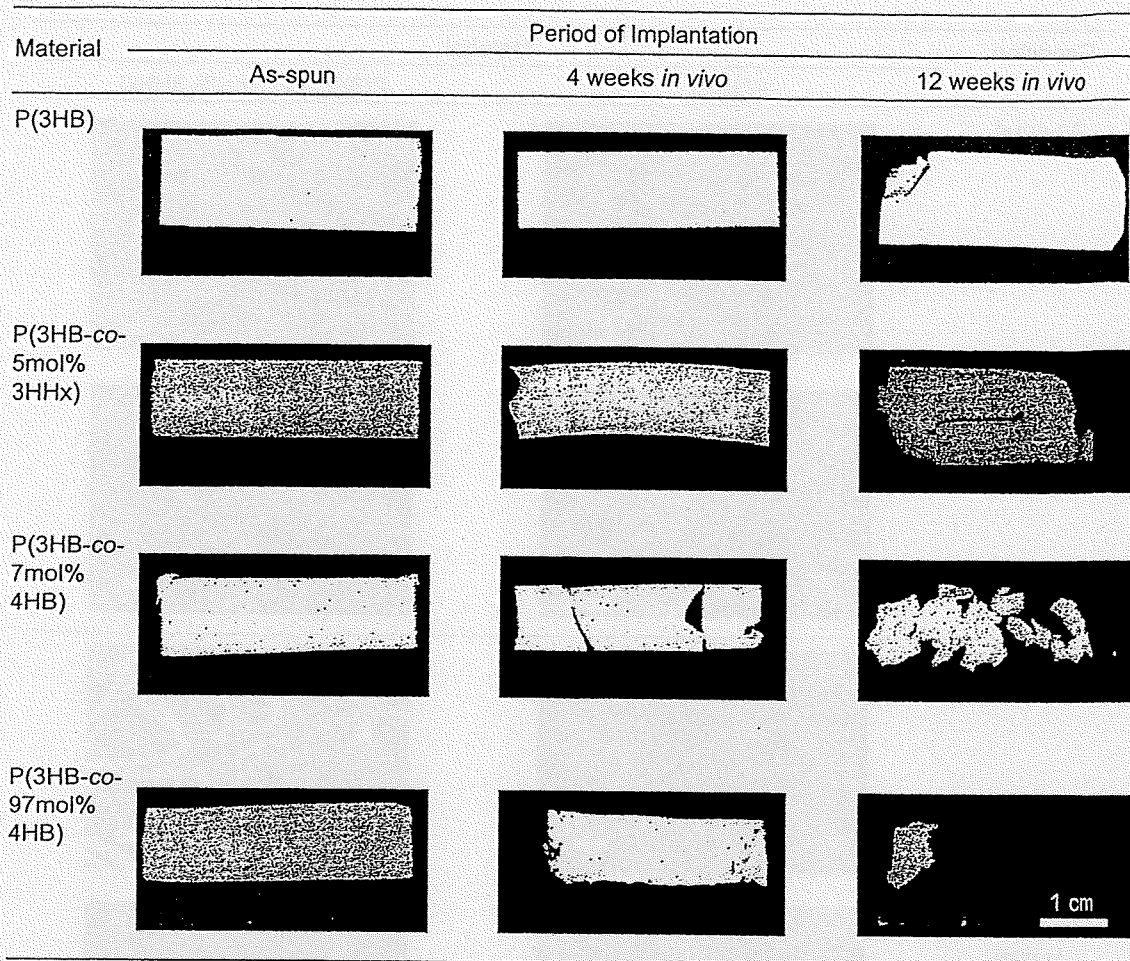 Period of Implantation
Material
As-spun
4 weeks in vivo
12 weeks in vivo
P(3HB)
P(3HB-co-
5mol%
3HHx)
P(3HB-co-
7mol%
4HB)
P(3HB-co-
97mol%
4HB)
1 cm